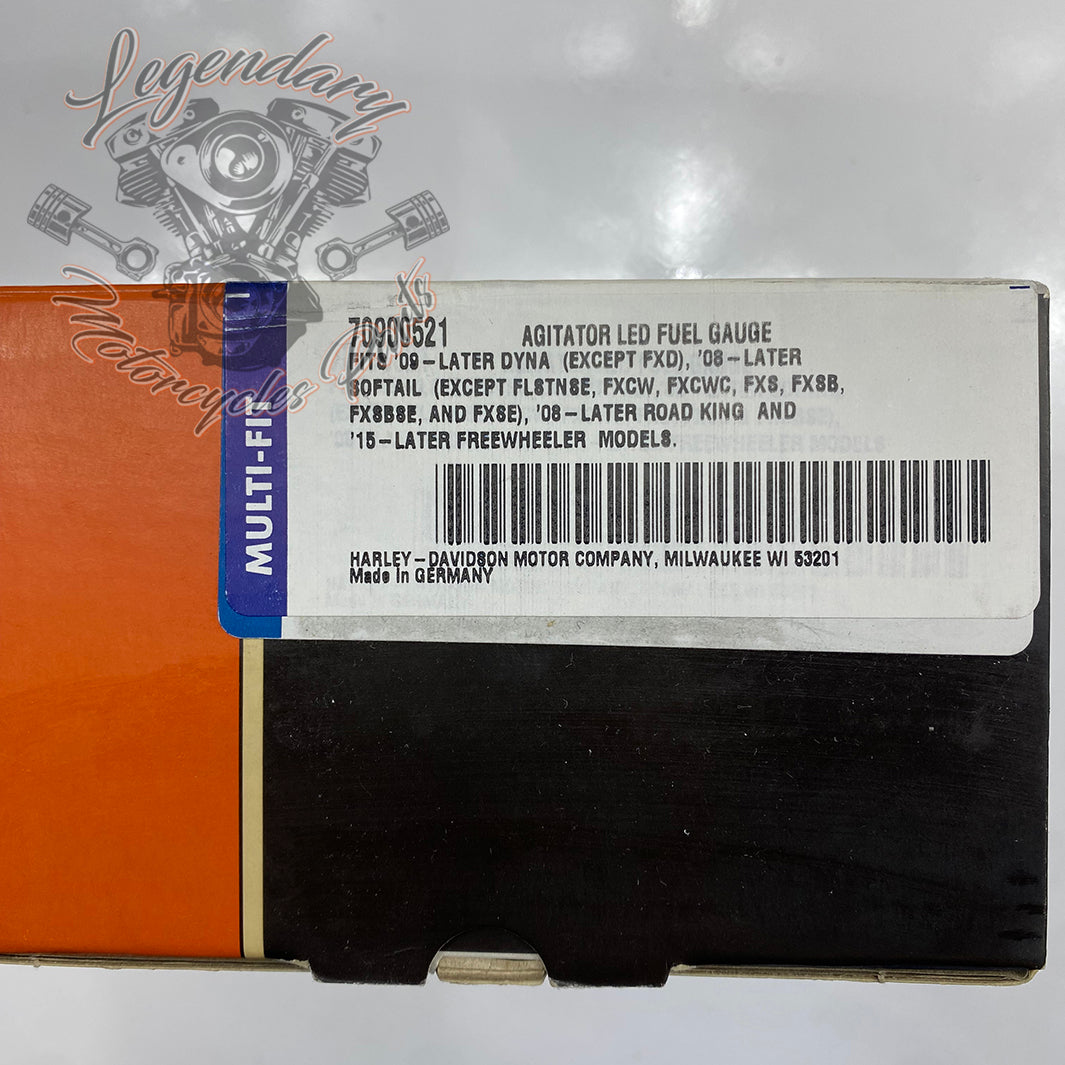 Legendary
Motorcycles Parts
MULTI-FIT
70900521 AGITATOR LED FUEL GAUGE
FITS '09-LATER DYNA (EXCEPT FXD), '08-LATER
SOFTAIL (EXCEPT FLSTNSE, FXCW, FXCWC, FXS, FXSB,
FXSBSE, AND FXSE), '08-LATER ROAD KING AND
'15-LATER FREEWHEELER MODELS.
HARLEY-DAVIDSON MOTOR COMPANY, MILWAUKEE WI 53201
Made in GERMANY